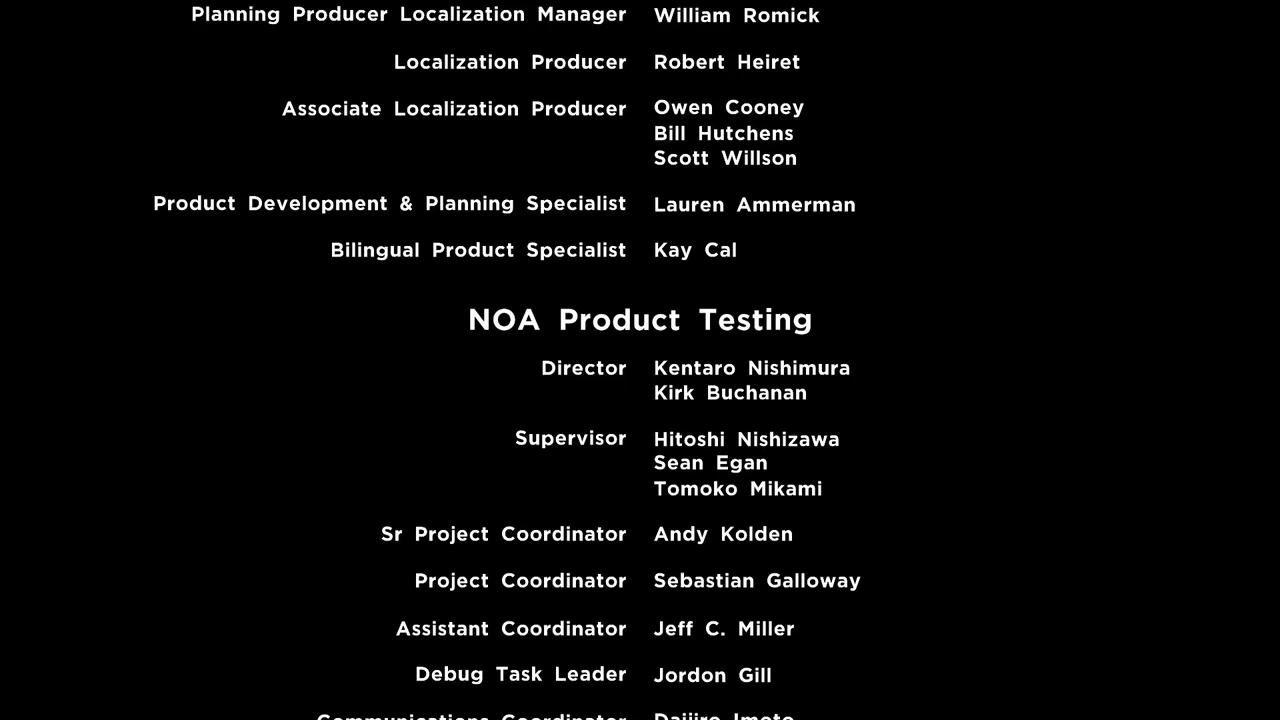 Planning Producer Localization Manager William Romick
Localization Producer Robert Heiret
Associate Localization Producer Owen Cooney
Bill Hutchens
Scott Willson
Product Development & Planning Specialist Lauren Ammerman
Bilingual Product Specialist Kay Cal
NOA Product Testing
Director Kentaro Nishimura
Kirk Buchanan
Supervisor Hitoshi Nishizawa
Sean Egan
Tomoko Mikami
Sr Project Coordinator Andy Kolden
Project Coordinator Sebastian Galloway
Assistant Coordinator Jeff C. Miller
Debug Task Leader Jordon Gill
Communications Coordinator